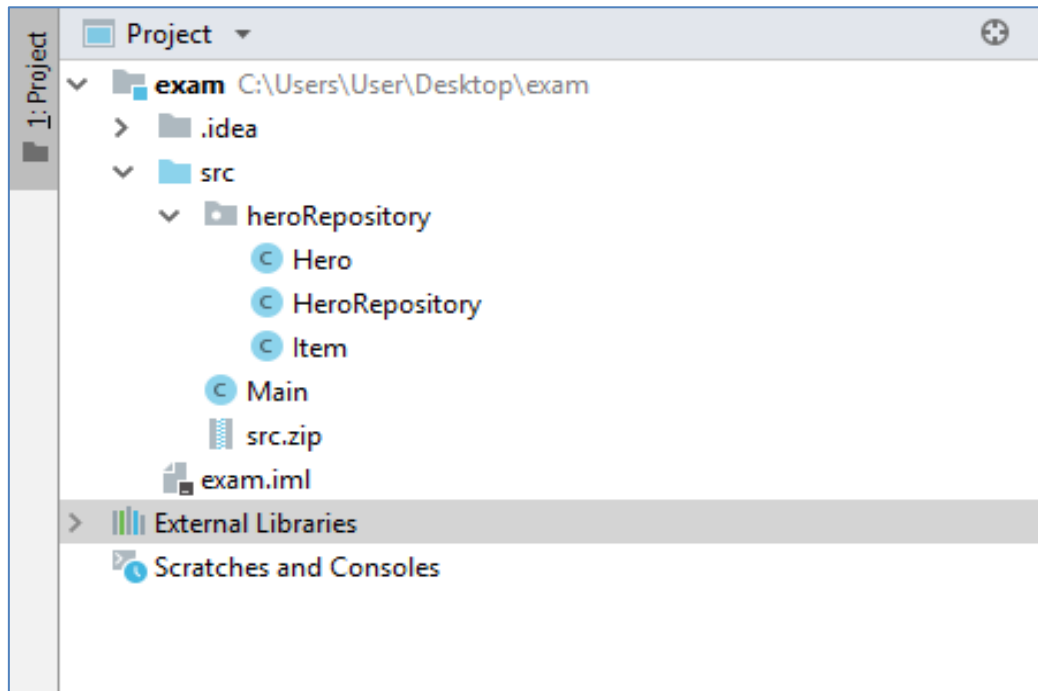 1: Project
Project
exam C:\Users\User\Desktop\exam
.idea
src
heroRepository
C Hero
C HeroRepository
C Item
C Main
src.zip
exam.iml
External Libraries
Scratches and Consoles